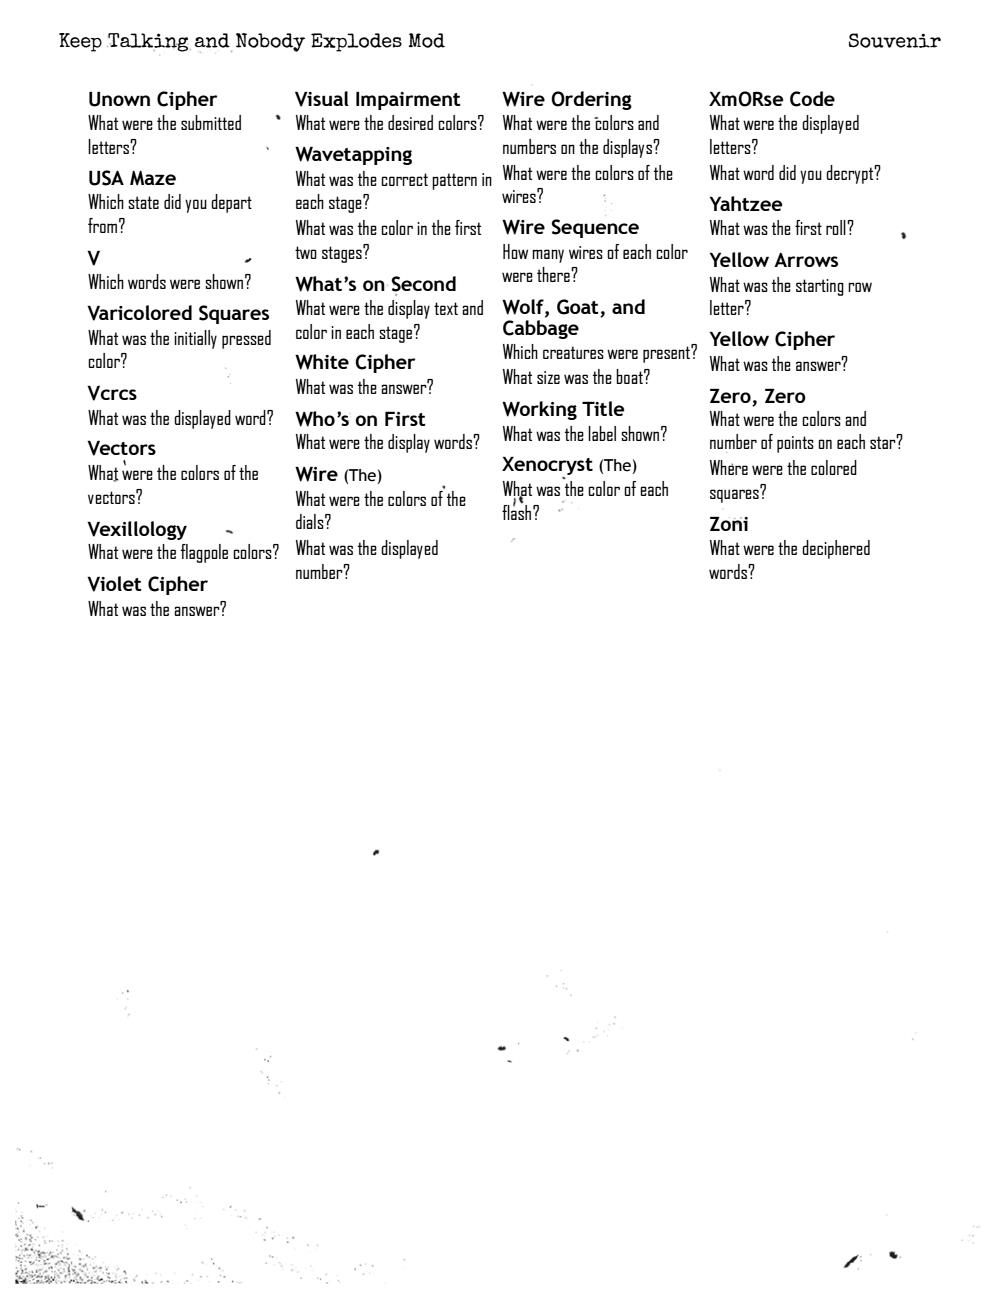 Keep Talking and Nobody Explodes Mod
Souvenir
Unown Cipher
What were the submitted
letters?
USA Maze
Which state did you depart
from?
V
Which words were shown?
Varicolored Squares
What was the initially pressed
color?
Vcrcs
What was the displayed word?
Vectors
What were the colors of the
vectors?
Vexillology
What were the flagpole colors?
Violet Cipher
What was the answer?
Visual Impairment
What were the desired colors?
Wavetapping
What was the correct pattern in
each stage?
What was the color in the first
two stages?
What's on Second
What were the display text and
color in each stage?
White Cipher
What was the answer?
Who's on First
What were the display words?
Wire (The)
What were the colors of the
dials?
What was the displayed
number?
Wire Ordering
What were the colors and
numbers on the displays?
What were the colors of the
wires?
Wire Sequence
How many wires of each color
were there?
Wolf, Goat, and
Cabbage
Which creatures were present?
What size was the boat?
Working Title
What was the label shown?
Xenocryst (The)
What was the color of each
flash?
XmORse Code
What were the displayed
letters?
What word did you decrypt?
Yahtzee
What was the first roll?
Yellow Arrows
What was the starting row
letter?
Yellow Cipher
What was the answer?
Zero, Zero
What were the colors and
number of points on each star?
Where were the colored
squares?
Zoni
What were the deciphered
words?